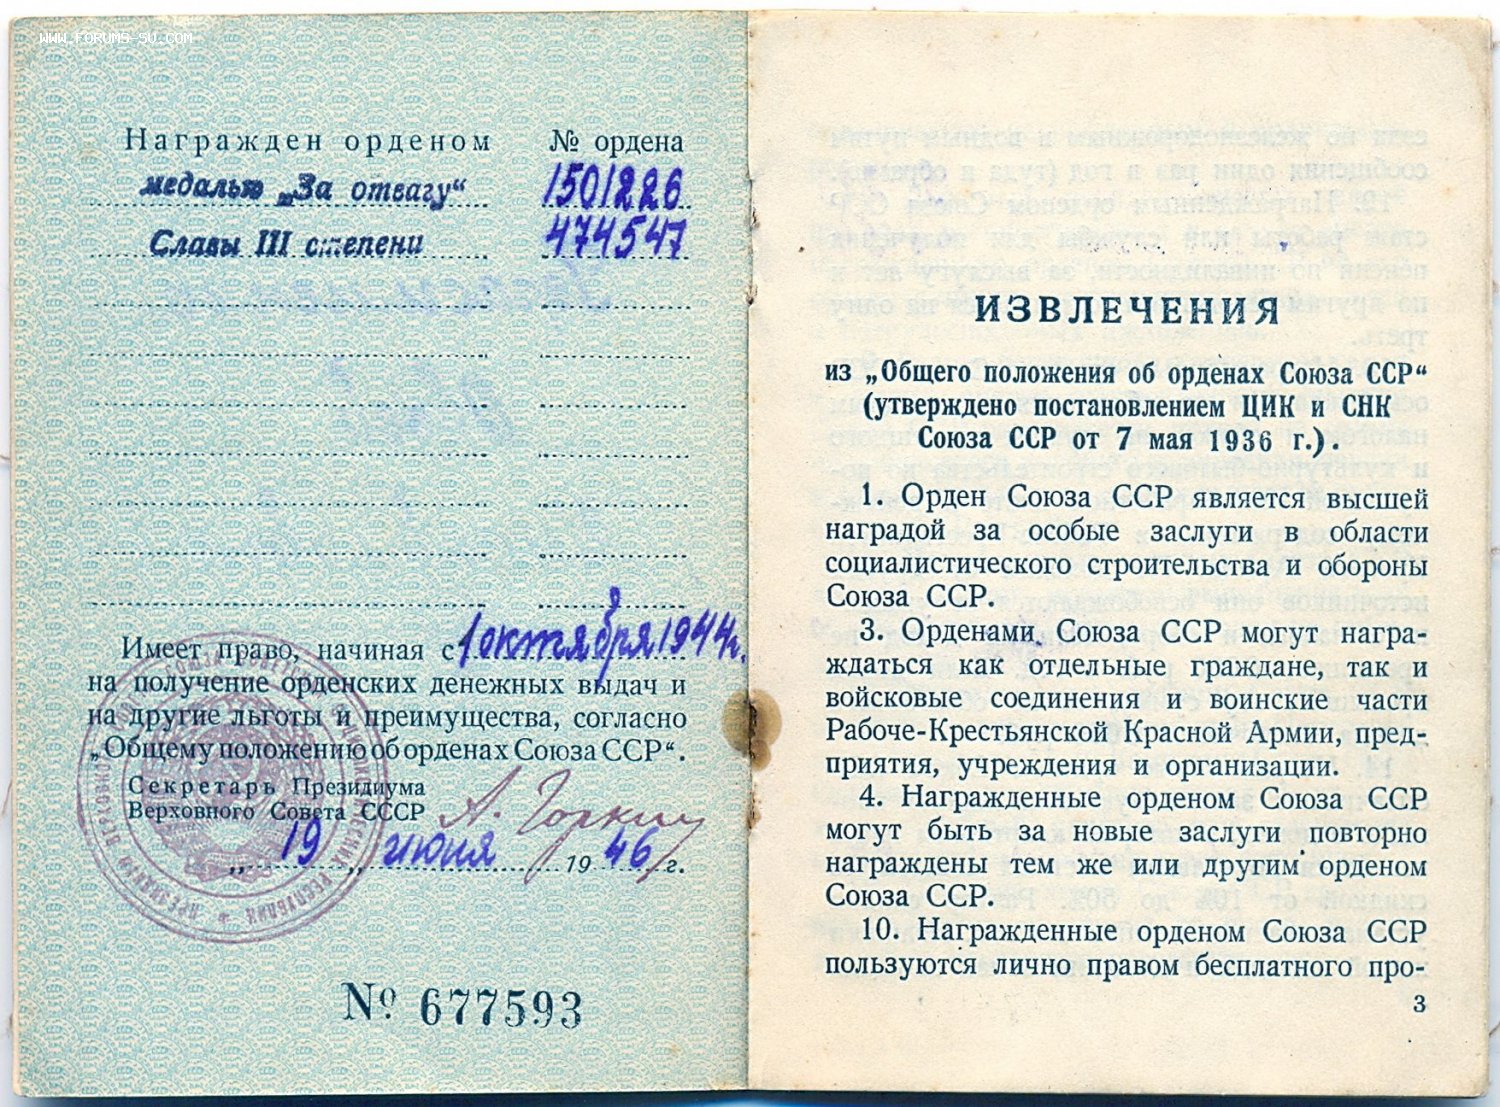 WWW.FORUMS-SU.COM
Награжден орденом № ордена
медалью „За отвагу“ 1501226
Славы III степени 474547
Имеет право, начиная с 1 октября 1944 г.
на получение орденских денежных выдач и
на другие льготы и преимущества, согласно
„Общему положению об орденах Союза ССР“.
Секретарь Президиума
Верховного Совета СССР А. Горкин
„19„ июня 1946 г.
№ 677593
ИЗВЛЕЧЕНИЯ
из „Общего положения об орденах Союза ССР“
(утверждено постановлением ЦИК и СНК
Союза ССР от 7 мая 1936 г.).
1. Орден Союза ССР является высшей
наградой за особые заслуги в области
социалистического строительства и обороны
Союза ССР.
3. Орденами Союза ССР могут награ-
ждаться как отдельные граждане, так и
войсковые соединения и воинские части
Рабоче-Крестьянской Красной Армии, пред-
приятия, учреждения и организации.
4. Награжденные орденом Союза ССР
могут быть за новые заслуги повторно
награждены тем же или другим орденом
Союза ССР.
10. Награжденные орденом Союза ССР
пользуются лично правом бесплатного про-
3